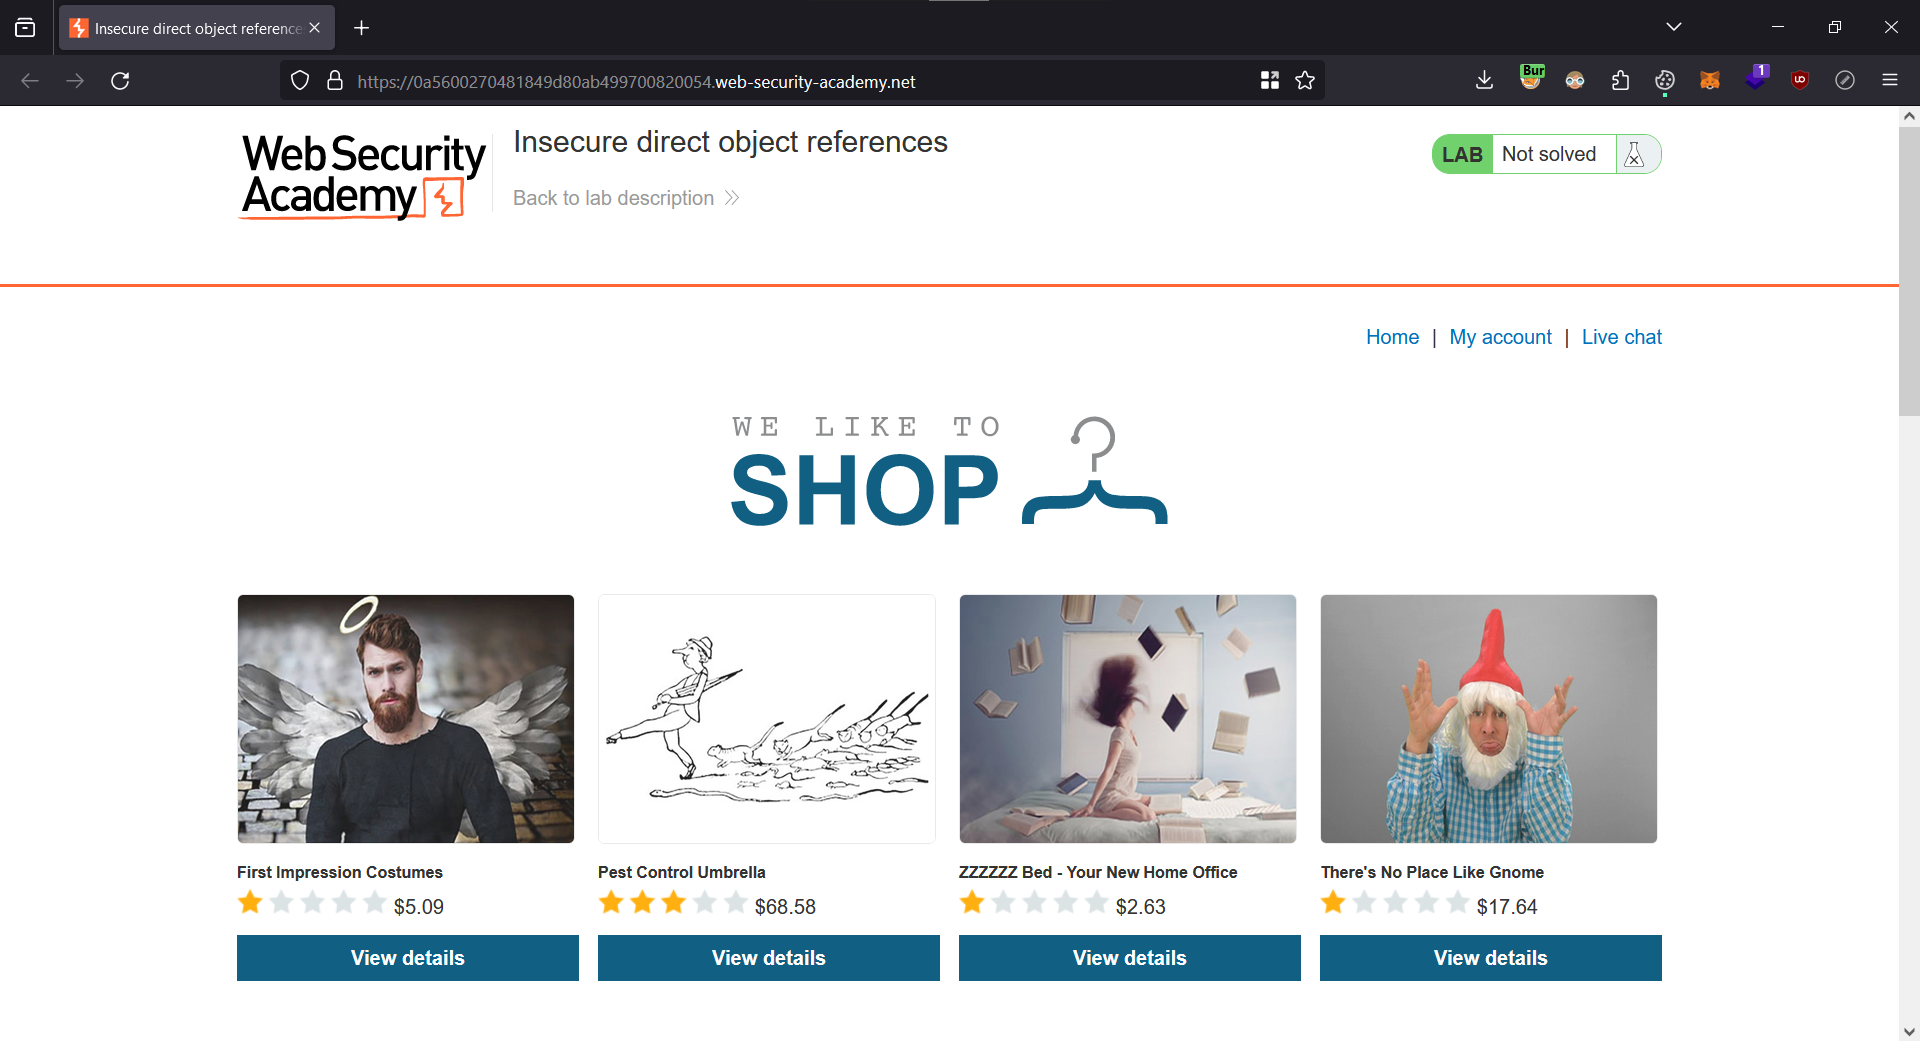 Insecure direct object reference
https://0a5600270481849d80ab499700820054.web-security-academy.net
Bur
1
Web Security
Academy
Insecure direct object references
Back to lab description
LAB Not solved
Home | My account | Live chat
WE LIKE TO
SHOP
First Impression Costumes
$5.09
View details
Pest Control Umbrella
$68.58
View details
ZZZZZZ Bed - Your New Home Office
$2.63
View details
There's No Place Like Gnome
$17.64
View details